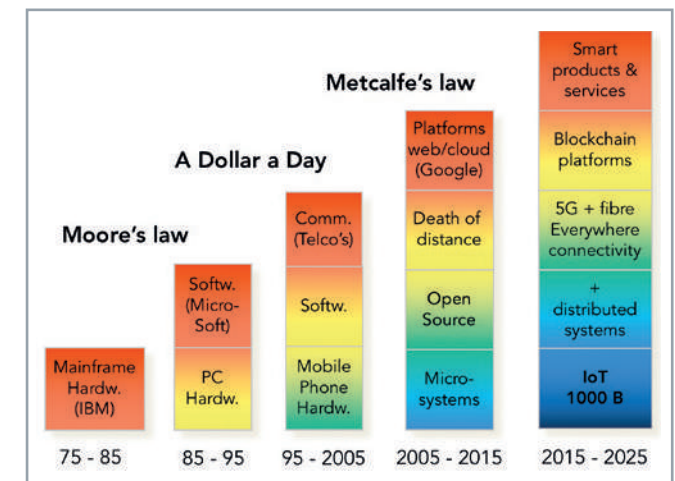 Moore's law
A Dollar a Day
Metcalfe's law
Mainframe
Hardw.
(IBM)
75 - 85
Softw.
(Micro-
Soft)
PC
Hardw.
85 - 95
Comm.
(Telco's)
Softw.
Mobile
Phone
Hardw.
95 - 2005
Platforms
web/cloud
(Google)
Death of
distance
Open
Source
Micro-
systems
2005 - 2015
Smart
products &
services
Blockchain
platforms
5G + fibre
Everywhere
connectivity
+
distributed
systems
IoT
1000 B
2015 - 2025